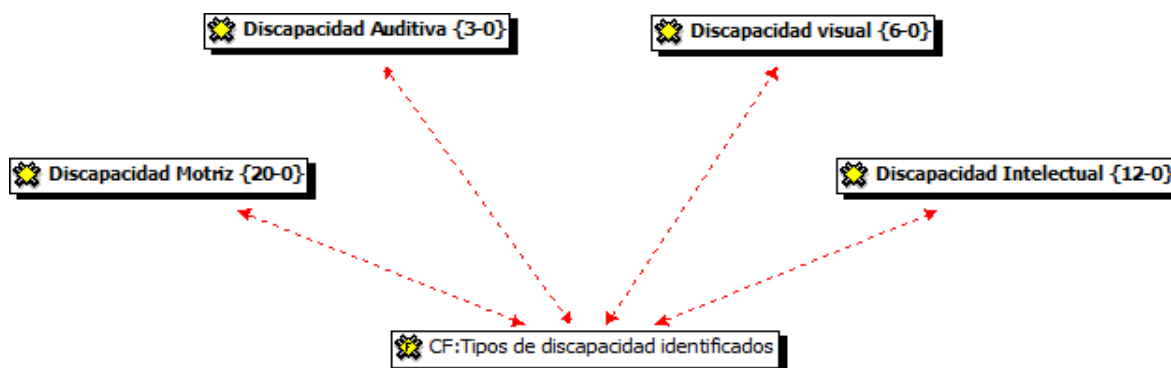 Discapacidad Auditiva {3-0}
Discapacidad visual {6-0}
Discapacidad Motriz {20-0}
Discapacidad Intelectual {12-0}
CF:Tipos de discapacidad identificados